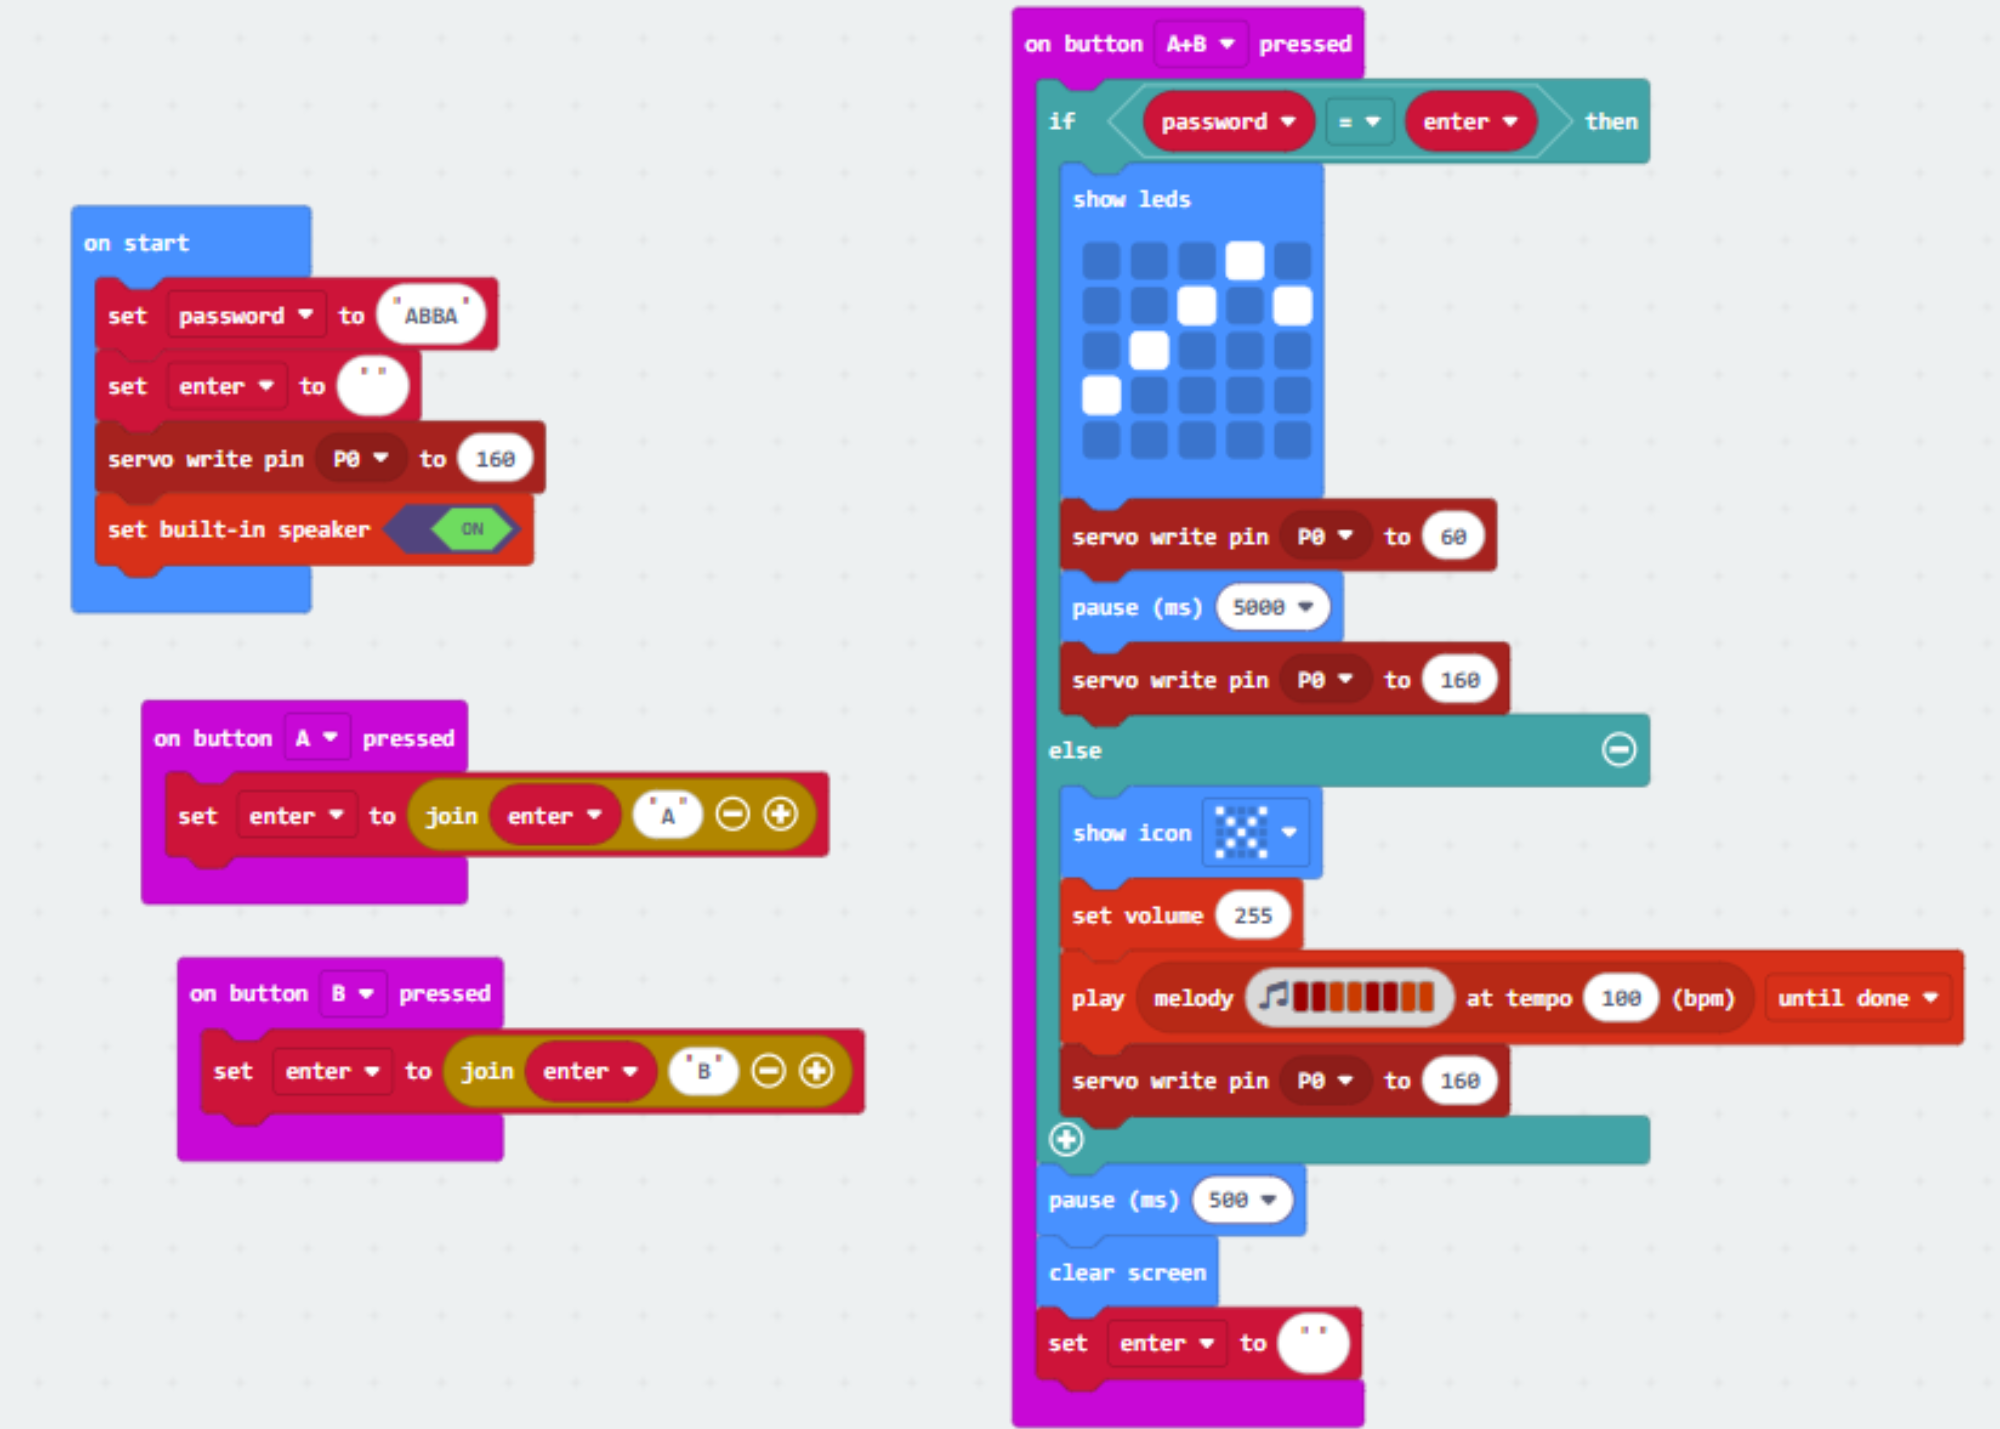 on start
set password to "ABBA"
set enter to ""
servo write pin P0 to 160
set built-in speaker ON
on button A pressed
set enter to join enter "A"
on button B pressed
set enter to join enter "B"
on button A+B pressed
if password = enter then
show leds
servo write pin P0 to 60
pause (ms) 5000
servo write pin P0 to 160
else
show icon
set volume 255
play melody at tempo 100 (bpm) until done
servo write pin P0 to 160
pause (ms) 500
clear screen
set enter to ""